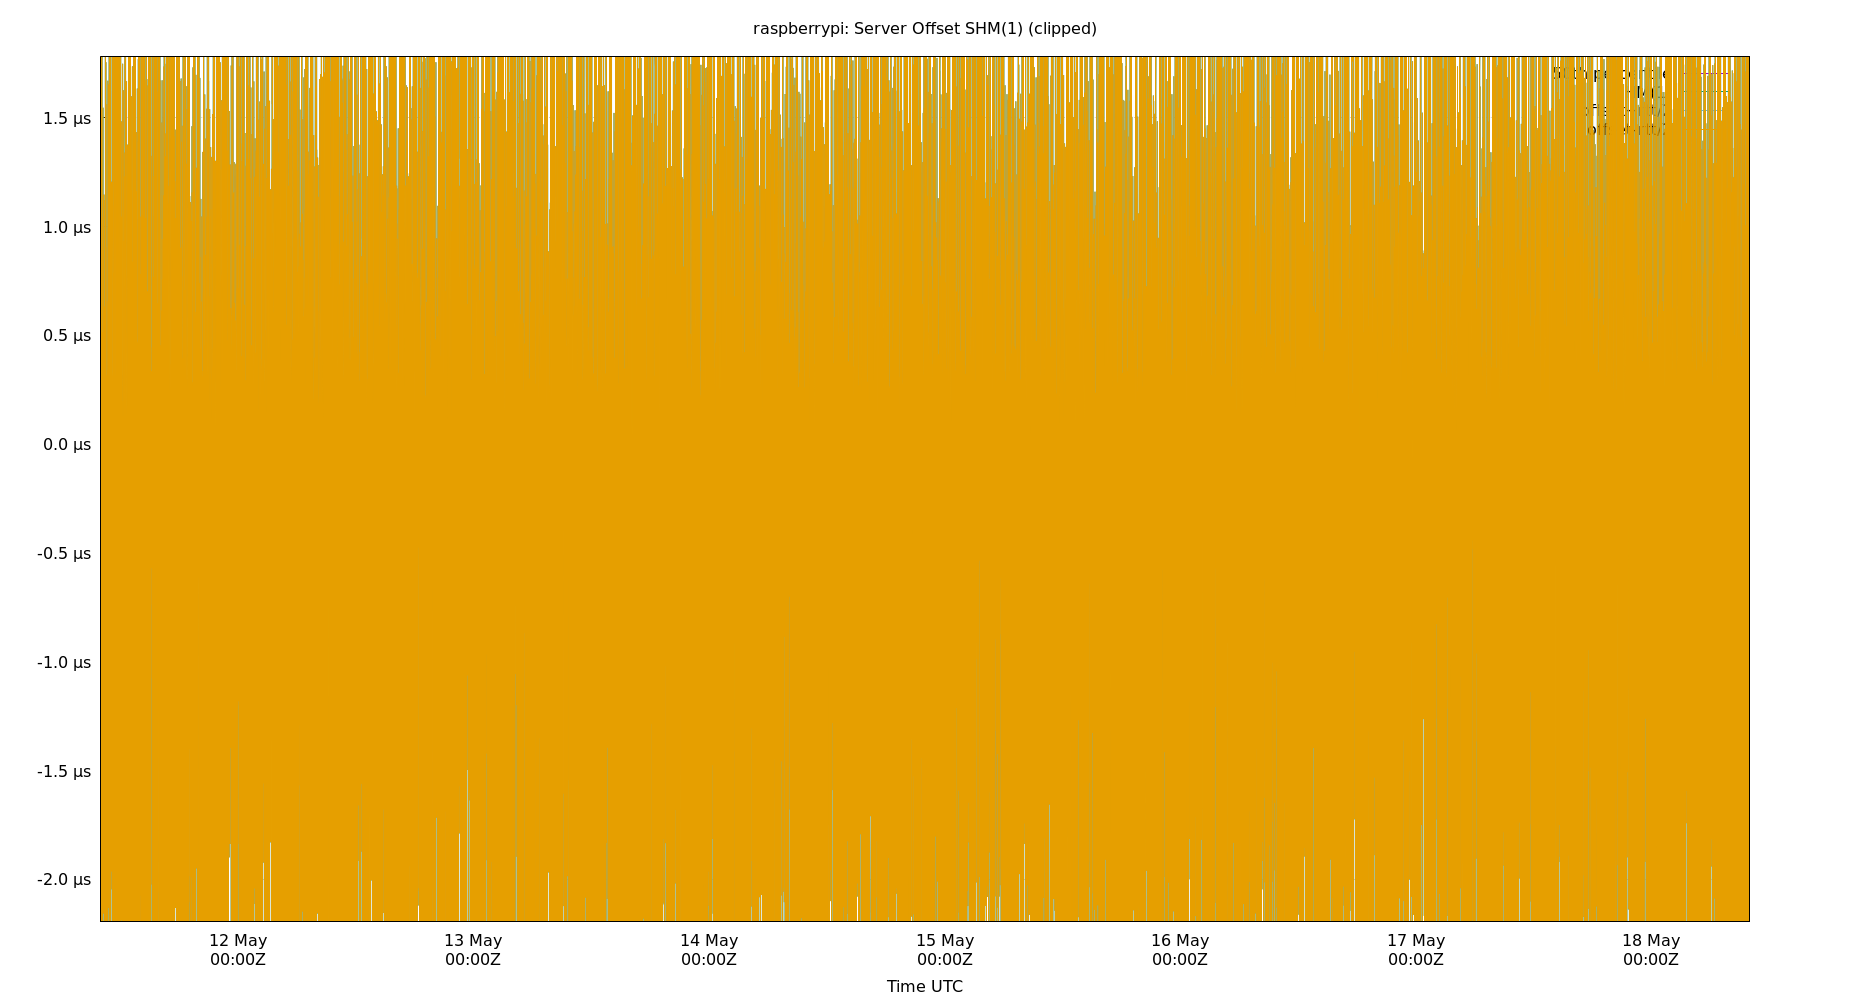 raspberrypi: Server Offset SHM(1) (clipped)
1.5 µs
1.0 µs
0.5 µs
0.0 µs
-0.5 µs
-1.0 µs
-1.5 µs
-2.0 µs
12 May 13 May 14 May 15 May 16 May 17 May 18 May
00:00Z 00:00Z 00:00Z 00:00Z 00:00Z 00:00Z 00:00Z
Time UTC